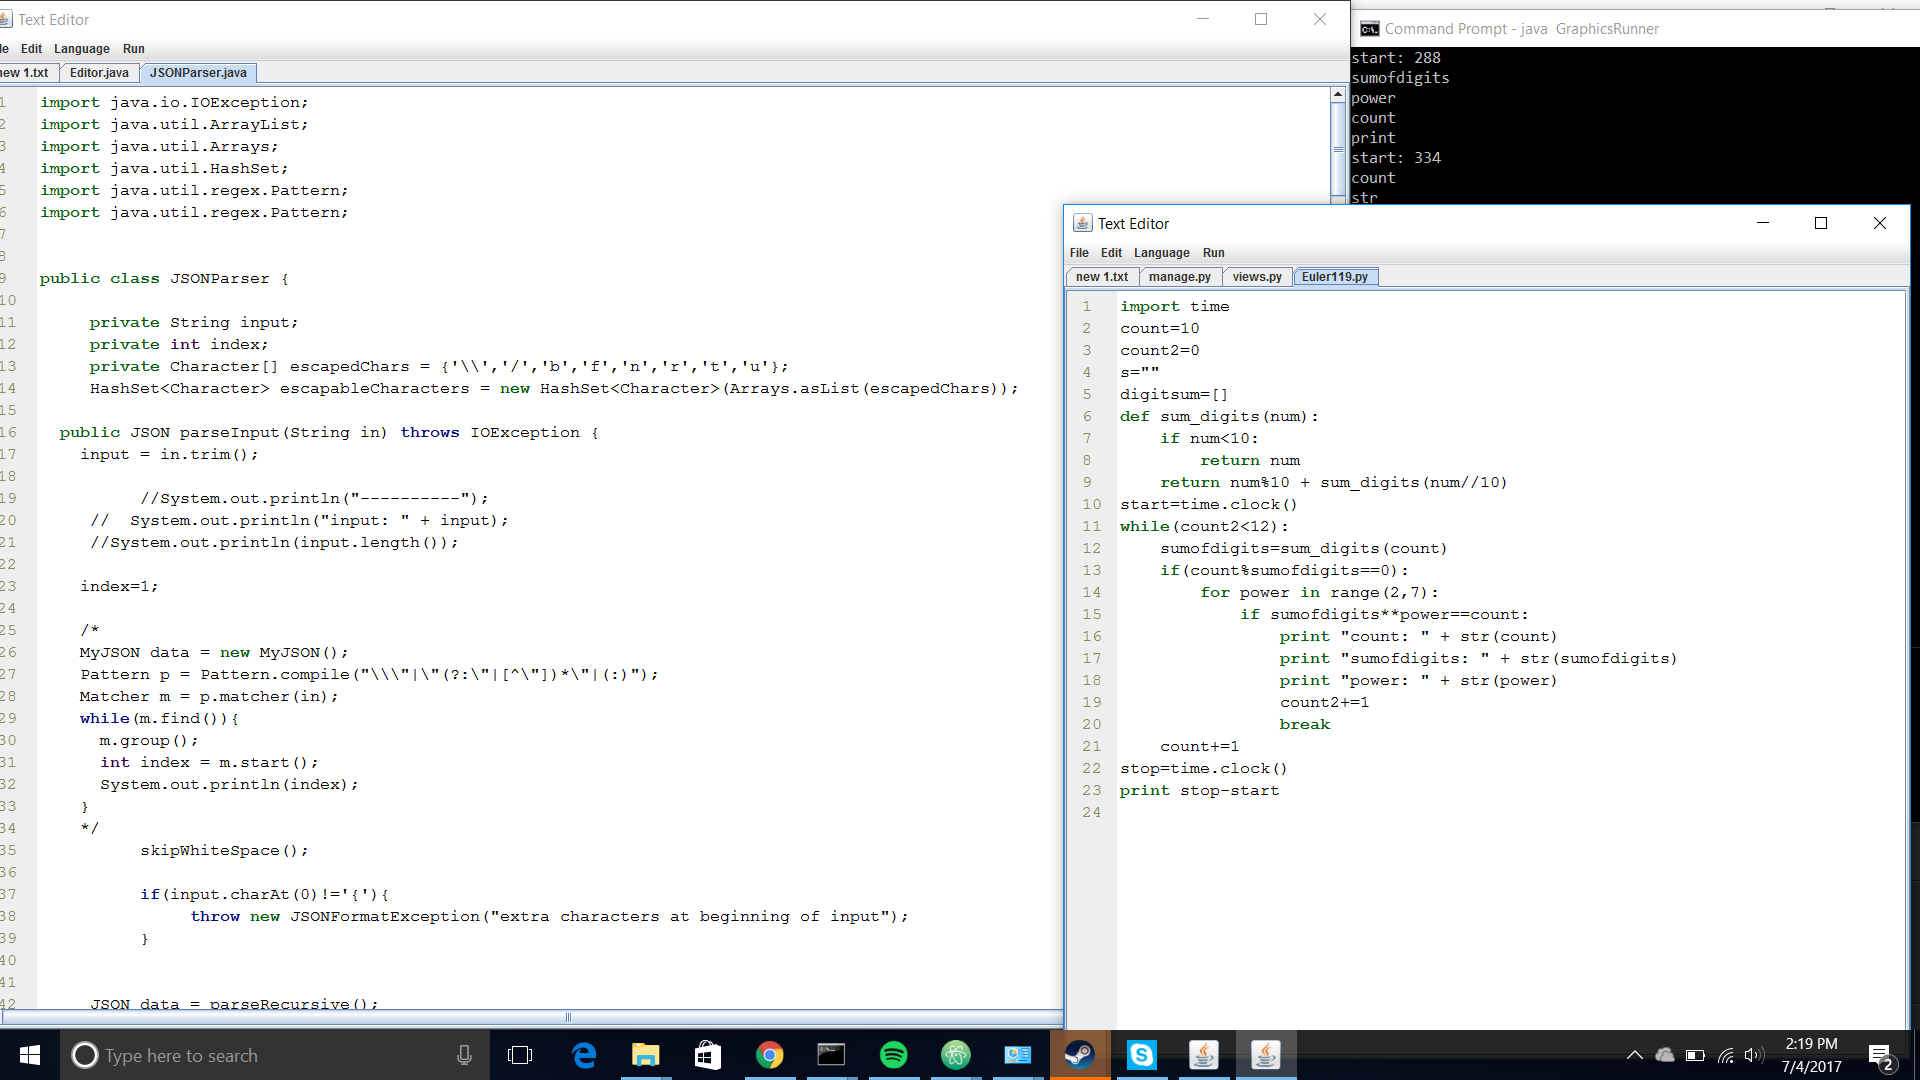 Text Editor
le Edit Language Run
new 1.txt Editor.java JSONParser.java
1 import java.io.IOException;
2 import java.util.ArrayList;
3 import java.util.Arrays;
4 import java.util.HashSet;
5 import java.util.regex.Pattern;
6 import java.util.regex.Pattern;
7
8
9 public class JSONParser {
10
11 private String input;
12 private int index;
13 private Character[] escapedChars = {'\\','/','b','f','n','r','t','u'};
14 HashSet<Character> escapableCharacters = new HashSet<Character>(Arrays.asList(escapedChars));
15
16 public JSON parseInput(String in) throws IOException {
17 input = in.trim();
18
19 //System.out.println("----------");
20 // System.out.println("input: " + input);
21 //System.out.println(input.length());
22
23 index=1;
24
25 /*
26 MyJSON data = new MyJSON();
27 Pattern p = Pattern.compile("\\\"|\"(?:\"|[^\"])*\"|(:)");
28 Matcher m = p.matcher(in);
29 while(m.find()){
30 m.group();
31 int index = m.start();
32 System.out.println(index);
33 }
34 */
35 skipWhiteSpace();
36
37 if(input.charAt(0)!='{'){
38 throw new JSONFormatException("extra characters at beginning of input");
39 }
40
41
42 JSON data = parseRecursive();
Command Prompt - java GraphicsRunner
start: 288
sumofdigits
power
count
print
start: 334
count
str
Text Editor
File Edit Language Run
new 1.txt manage.py views.py Euler119.py
1 import time
2 count=10
3 count2=0
4 s=""
5 digitsum=[]
6 def sum_digits(num):
7 if num<10:
8 return num
9 return num%10 + sum_digits(num//10)
10 start=time.clock()
11 while(count2<12):
12 sumofdigits=sum_digits(count)
13 if(count%sumofdigits==0):
14 for power in range(2,7):
15 if sumofdigits**power==count:
16 print "count: " + str(count)
17 print "sumofdigits: " + str(sumofdigits)
18 print "power: " + str(power)
19 count2+=1
20 break
21 count+=1
22 stop=time.clock()
23 print stop-start
24
Type here to search
2:19 PM
7/4/2017
2